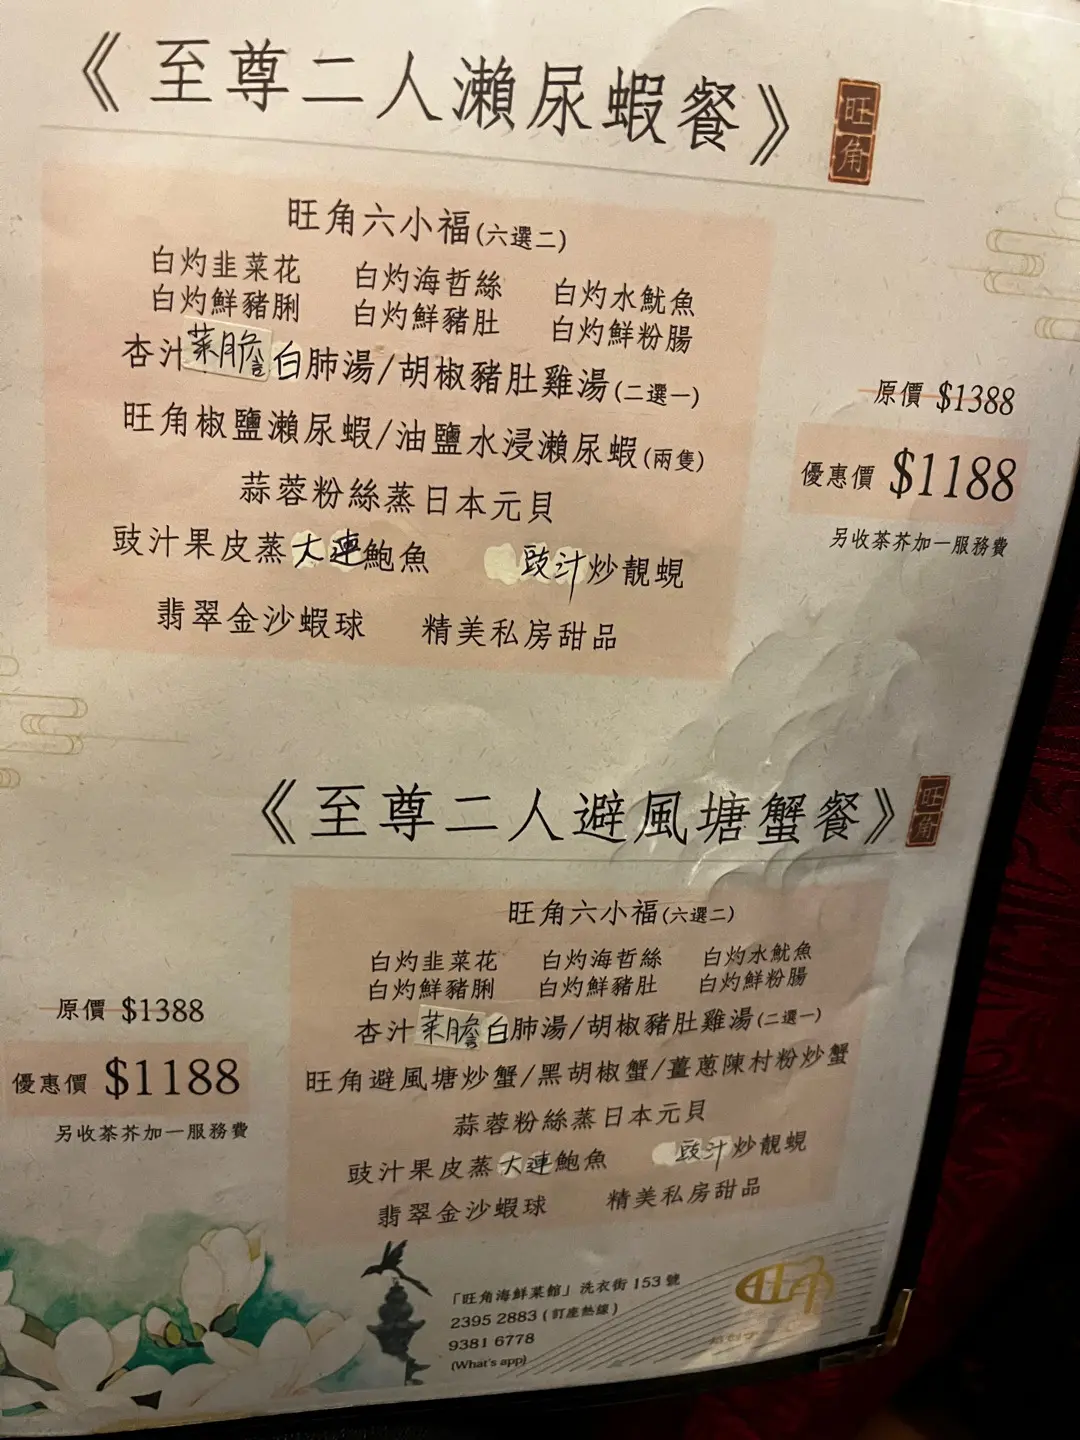 《至尊二人瀨尿蝦餐》
旺角
旺角六小福(六選二)
白灼韭菜花 白灼海哲絲 白灼水魷魚
白灼鮮豬脷 白灼鮮豬肚 白灼鮮粉腸
杏汁菜膽白肺湯/胡椒豬肚雞湯(二選一)
旺角椒鹽瀨尿蝦/油鹽水浸瀨尿蝦(兩隻)
蒜蓉粉絲蒸日本元貝
豉汁果皮蒸大連鮑魚 豉汁炒靚蜆
翡翠金沙蝦球 精美私房甜品
原價 $1388
優惠價 $1188
另收茶芥加一服務費
《至尊二人避風塘蟹餐》
旺角
旺角六小福(六選二)
白灼韭菜花 白灼海哲絲 白灼水魷魚
白灼鮮豬脷 白灼鮮豬肚 白灼鮮粉腸
杏汁菜膽白肺湯/胡椒豬肚雞湯(二選一)
旺角避風塘炒蟹/黑胡椒蟹/薑蔥陳村粉炒蟹
蒜蓉粉絲蒸日本元貝
豉汁果皮蒸大連鮑魚 豉汁炒靚蜆
翡翠金沙蝦球 精美私房甜品
原價 $1388
優惠價 $1188
另收茶芥加一服務費
「旺角海鮮菜館」洗衣街 153 號
2395 2883 (訂座熱線)
9381 6778
(What's app)
旺角